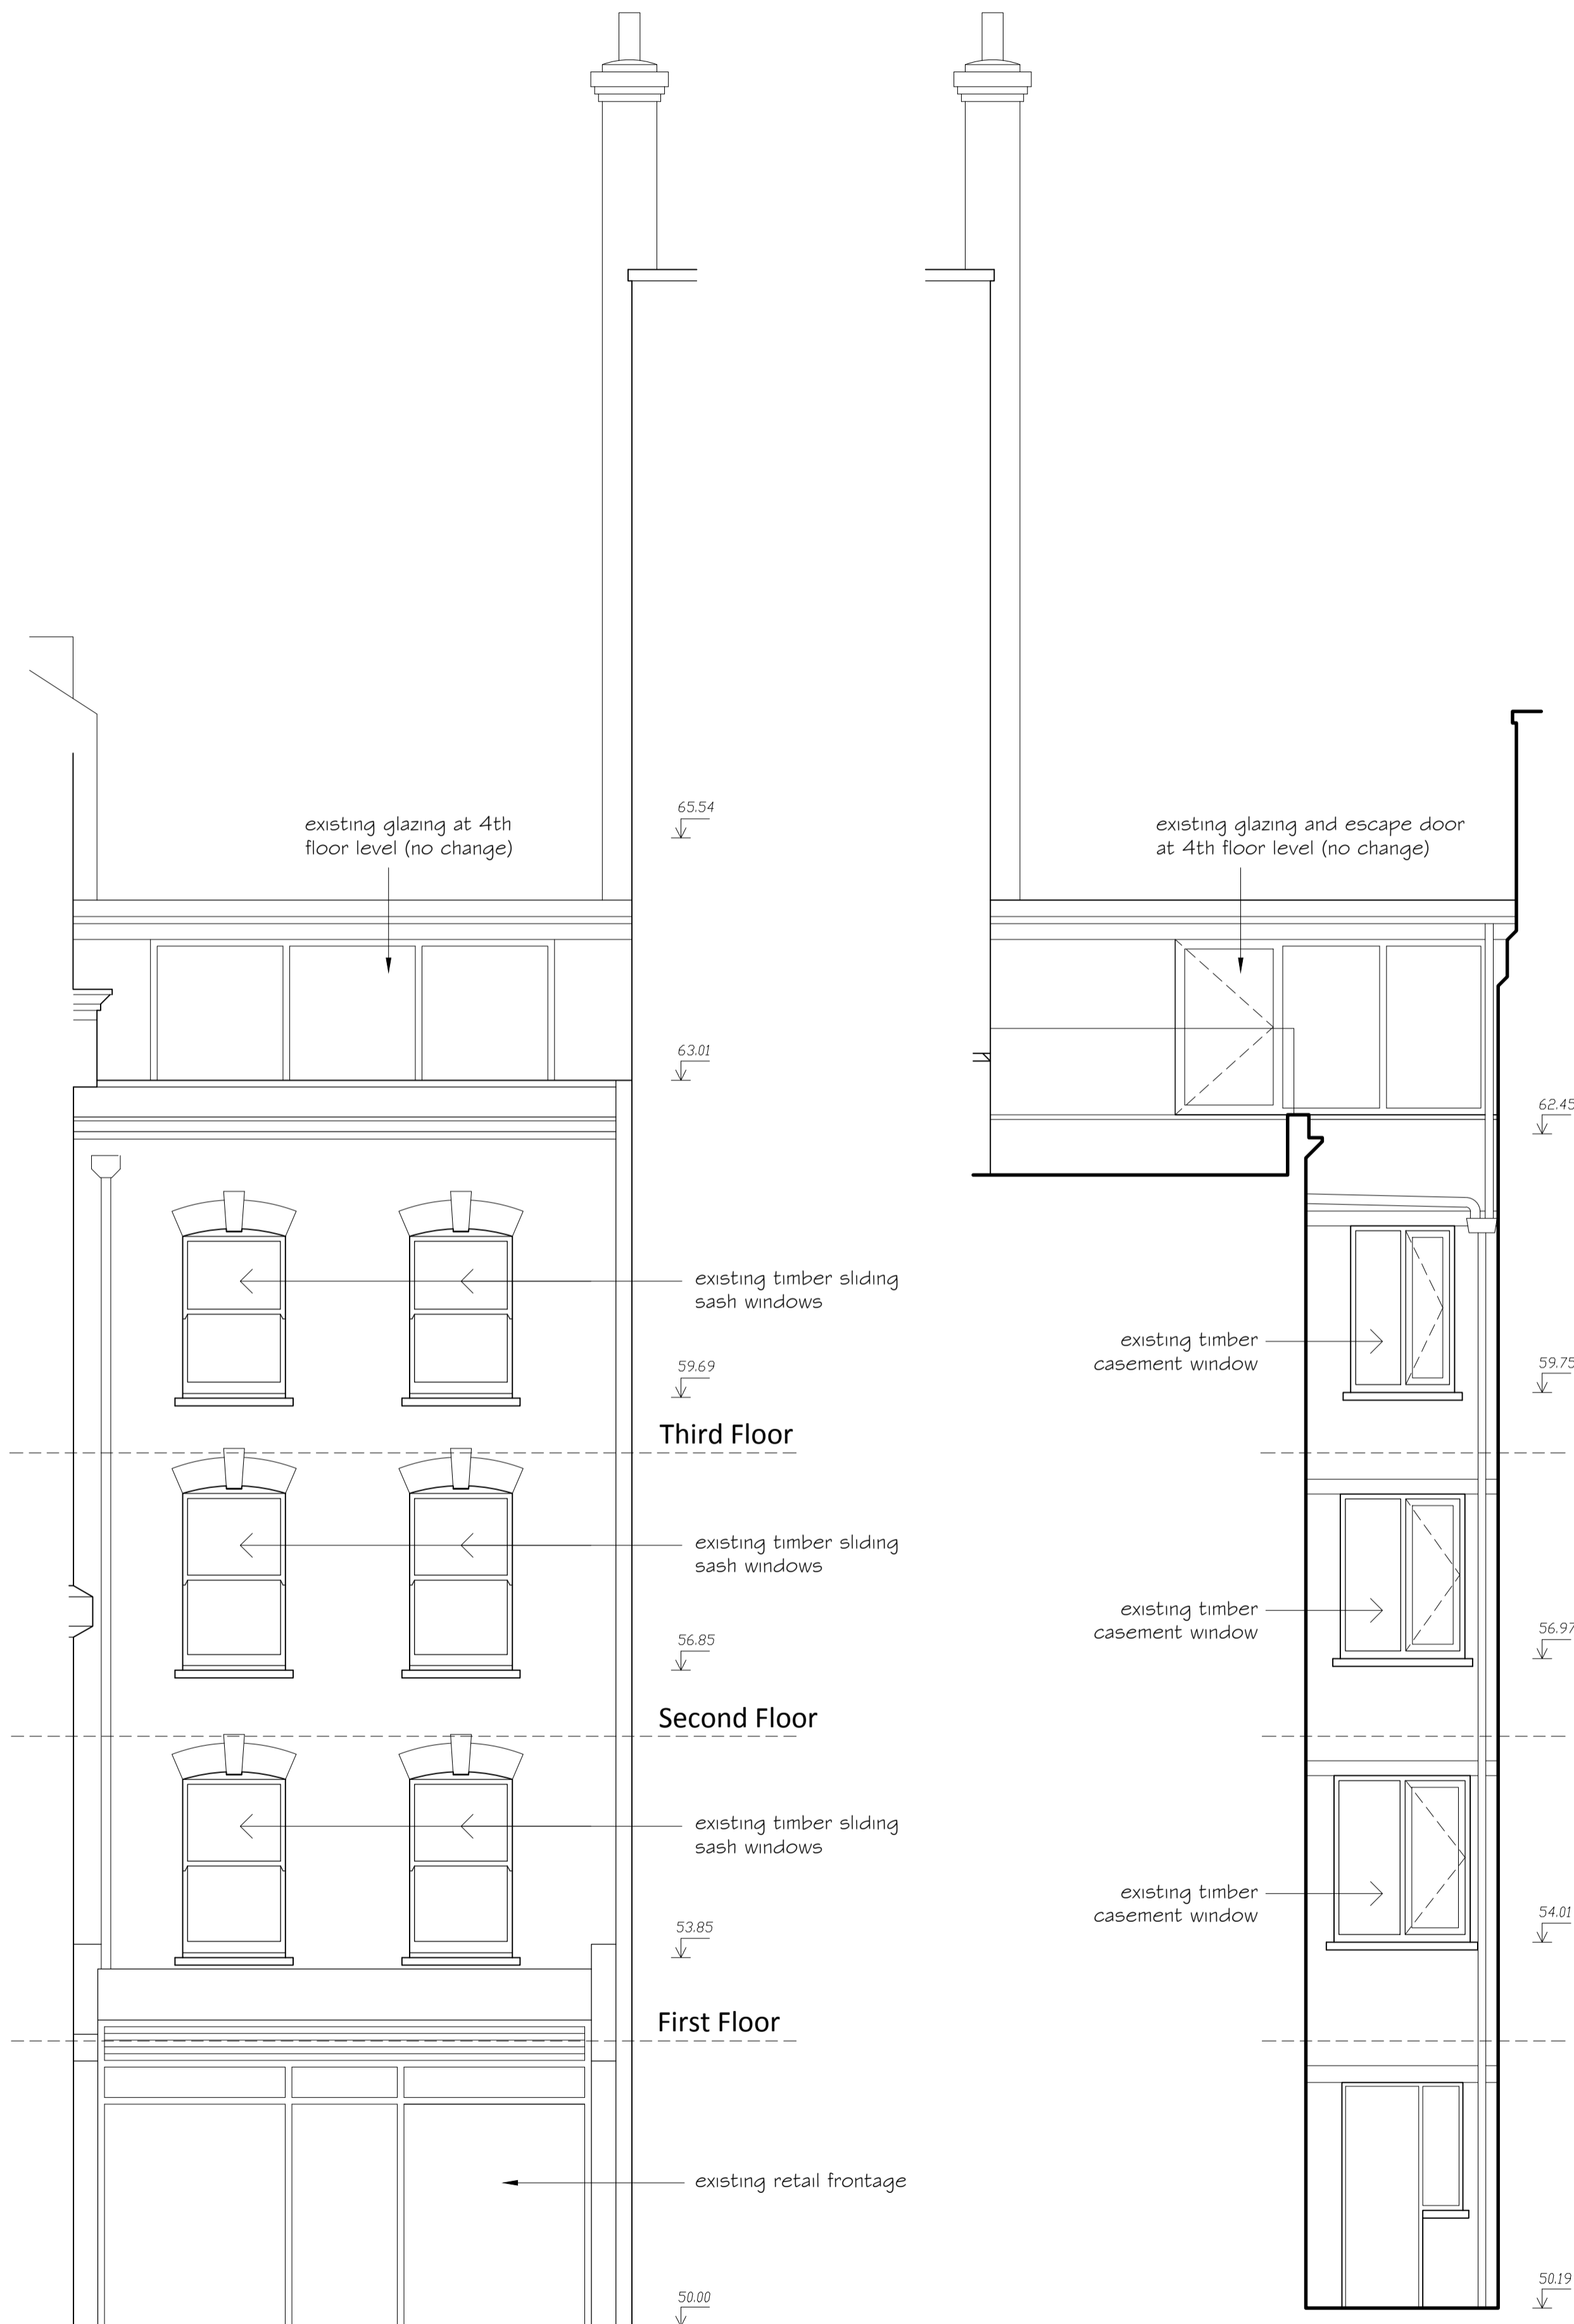 65.54
existing glazing at 4th
floor level (no change)
existing glazing and escape door
at 4th floor level (no change)
63.01
62.45
existing timber sliding
sash windows
existing timber
casement window
59.69
59.75
Third Floor
existing timber sliding
sash windows
existing timber
casement window
56.85
56.97
Second Floor
existing timber sliding
sash windows
existing timber
casement window
53.85
54.01
First Floor
existing retail frontage
50.00
50.19